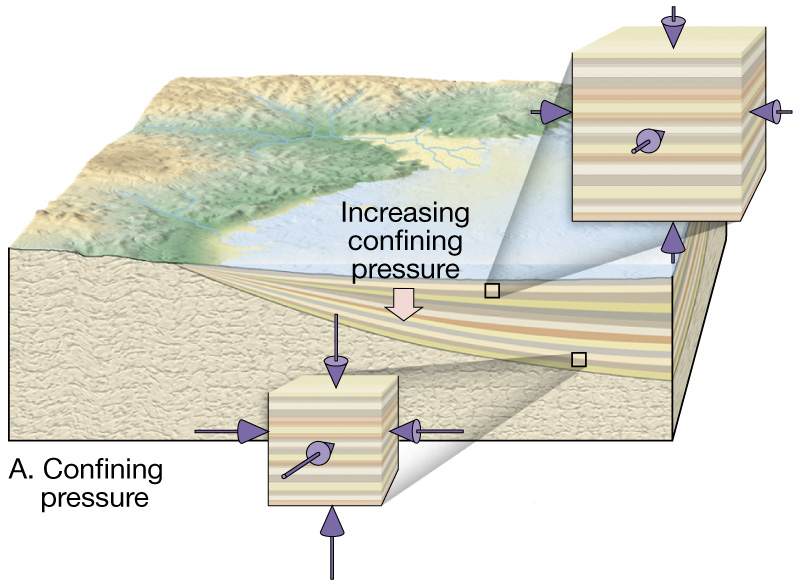 Increasing
confining
pressure
A. Confining
pressure